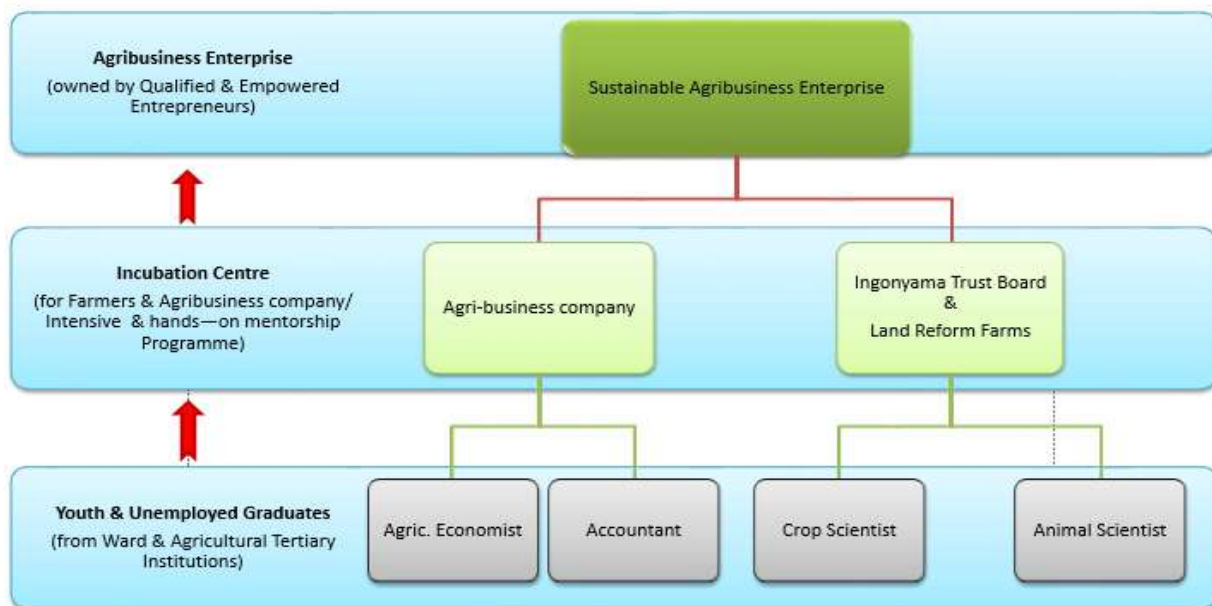 Agribusiness Enterprise
(owned by Qualified & Empowered
Entrepreneurs)
Sustainable Agribusiness Enterprise
Incubation Centre
(for Farmers & Agribusiness company/
Intensive & hands—on mentorship
Programme)
Agri-business company
Ingonyama Trust Board
&
Land Reform Farms
Youth & Unemployed Graduates
(from Ward & Agricultural Tertiary
Institutions)
Agric. Economist
Accountant
Crop Scientist
Animal Scientist